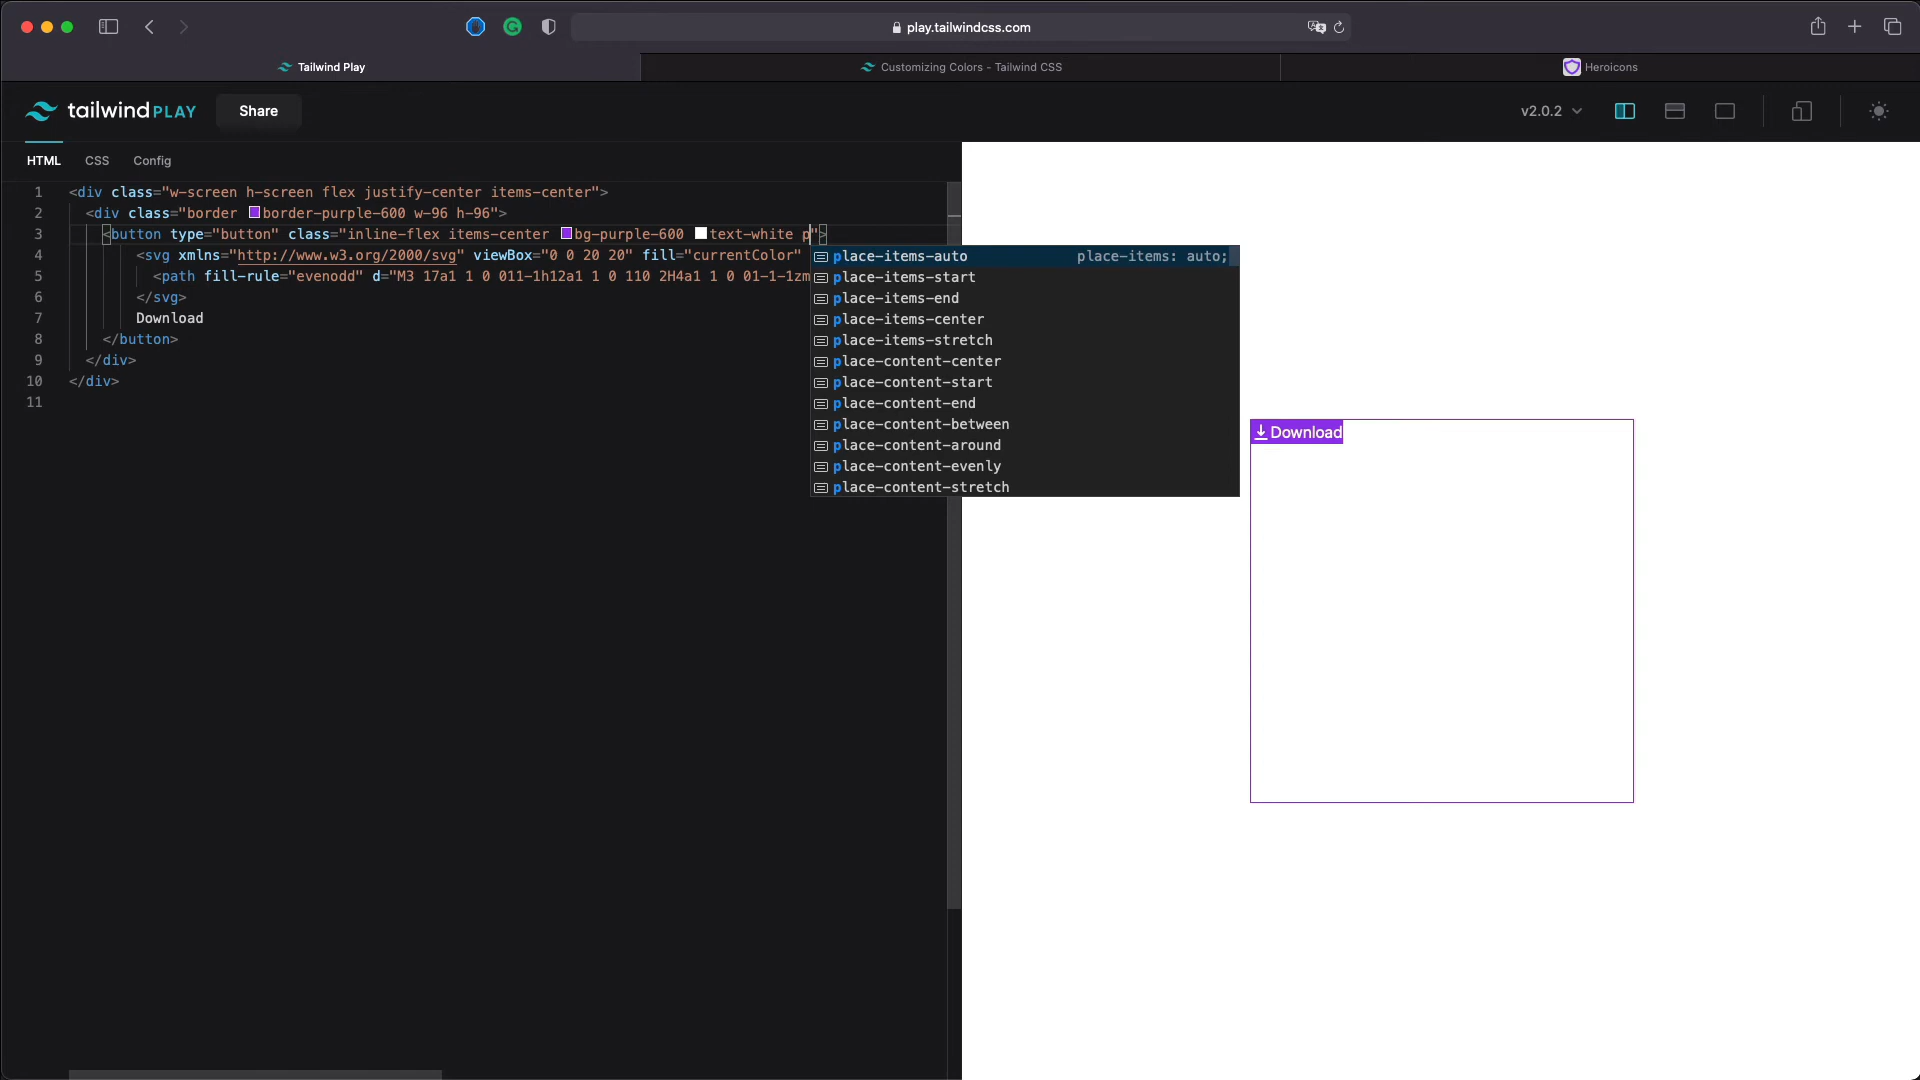 play.tailwindcss.com
Tailwind Play
Customizing Colors - Tailwind CSS
Heroicons
tailwind PLAY
Share
v2.0.2
HTML CSS Config
1 <div class="w-screen h-screen flex justify-center items-center">
2 <div class="border border-purple-600 w-96 h-96">
3 <button type="button" class="inline-flex items-center bg-purple-600 text-white p">
4 <svg xmlns="http://www.w3.org/2000/svg" viewBox="0 0 20 20" fill="currentColor"
5 <path fill-rule="evenodd" d="M3 17a1 1 0 011-1h12a1 1 0 110 2H4a1 1 0 01-1-1zm
6 </svg>
7 Download
8 </button>
9 </div>
10 </div>
11
place-items-auto place-items: auto;
place-items-start
place-items-end
place-items-center
place-items-stretch
place-content-center
place-content-start
place-content-end
place-content-between
place-content-around
place-content-evenly
place-content-stretch
Download